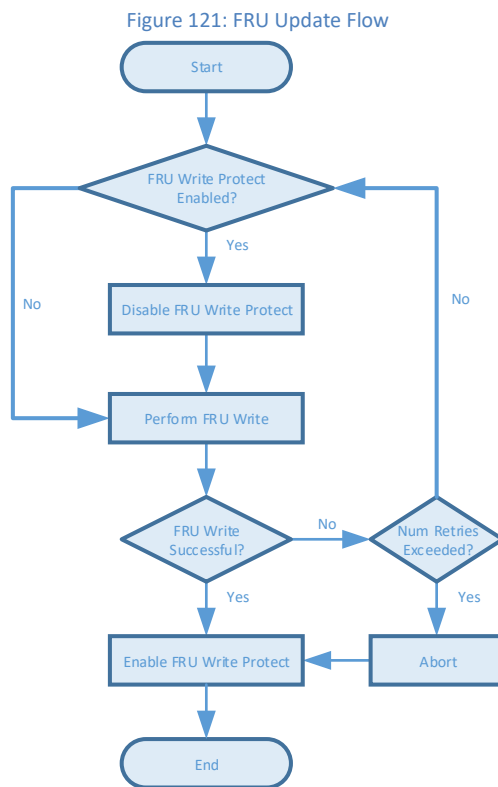 Figure 121: FRU Update Flow
Start
FRU Write Protect
Enabled?
Yes
No
No
Disable FRU Write Protect
Perform FRU Write
FRU Write
Successful?
No
Num Retries
Exceeded?
Yes
Yes
Enable FRU Write Protect
Abort
End